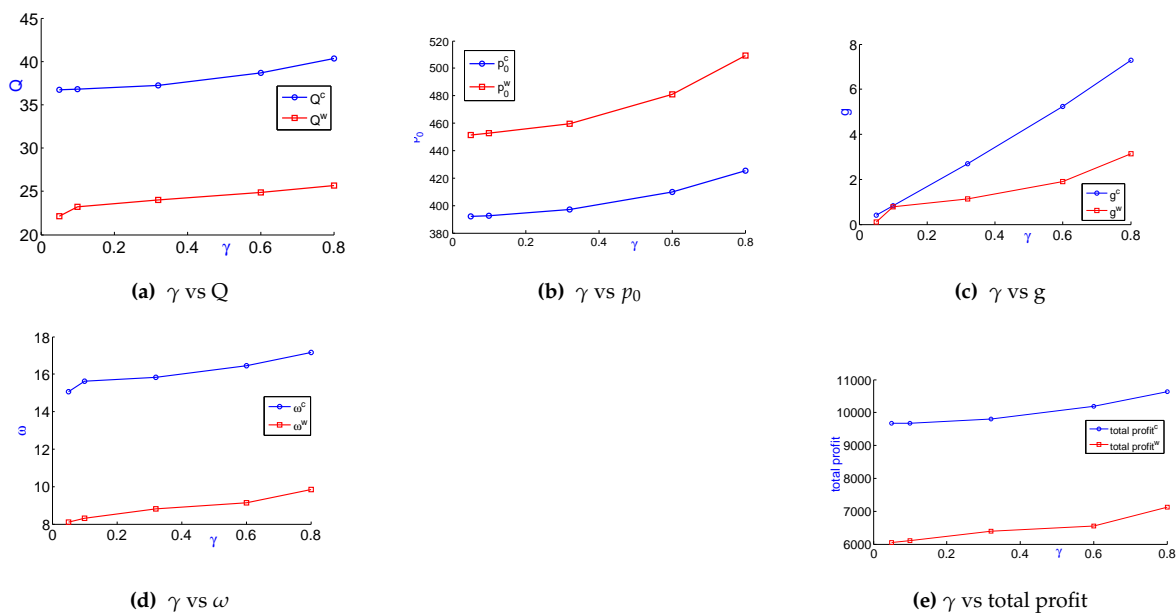 45
40
35
30
25
20
0 0.2 0.4 0.6 0.8
Q
γ
Q^c
Q^w
(a) γ vs Q
520
500
480
460
440
420
400
380
0 0.2 0.4 0.6 0.8
p_0
γ
p_0^c
p_0^w
(b) γ vs p_0
8
6
4
2
0
0 0.2 0.4 0.6 0.8
g
γ
g^c
g^w
(c) γ vs g
18
16
14
12
10
8
0 0.2 0.4 0.6 0.8
ω
γ
ω^c
ω^w
(d) γ vs ω
11000
10000
9000
8000
7000
6000
0 0.2 0.4 0.6 0.8
total profit
γ
total profit^c
total profit^w
(e) γ vs total profit